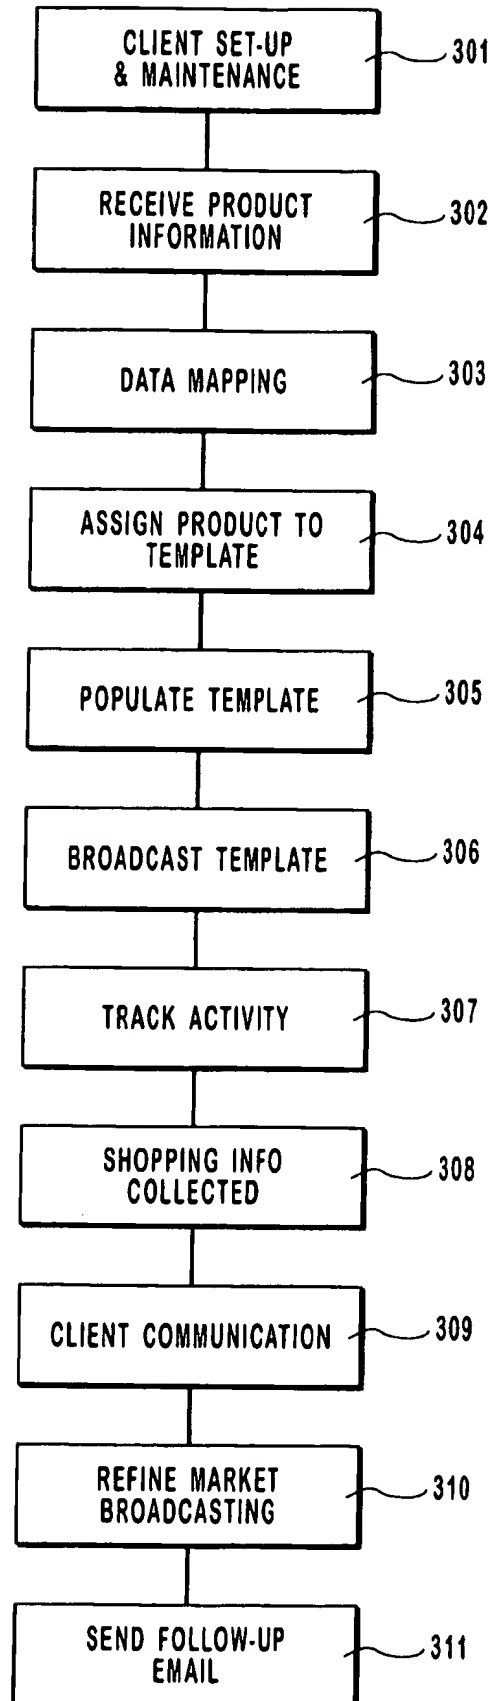 CLIENT SET-UP
& MAINTENANCE
301
RECEIVE PRODUCT
INFORMATION
302
DATA MAPPING
303
ASSIGN PRODUCT TO
TEMPLATE
304
POPULATE TEMPLATE
305
BROADCAST TEMPLATE
306
TRACK ACTIVITY
307
SHOPPING INFO
COLLECTED
308
CLIENT COMMUNICATION
309
REFINE MARKET
BROADCASTING
310
SEND FOLLOW-UP
EMAIL
311